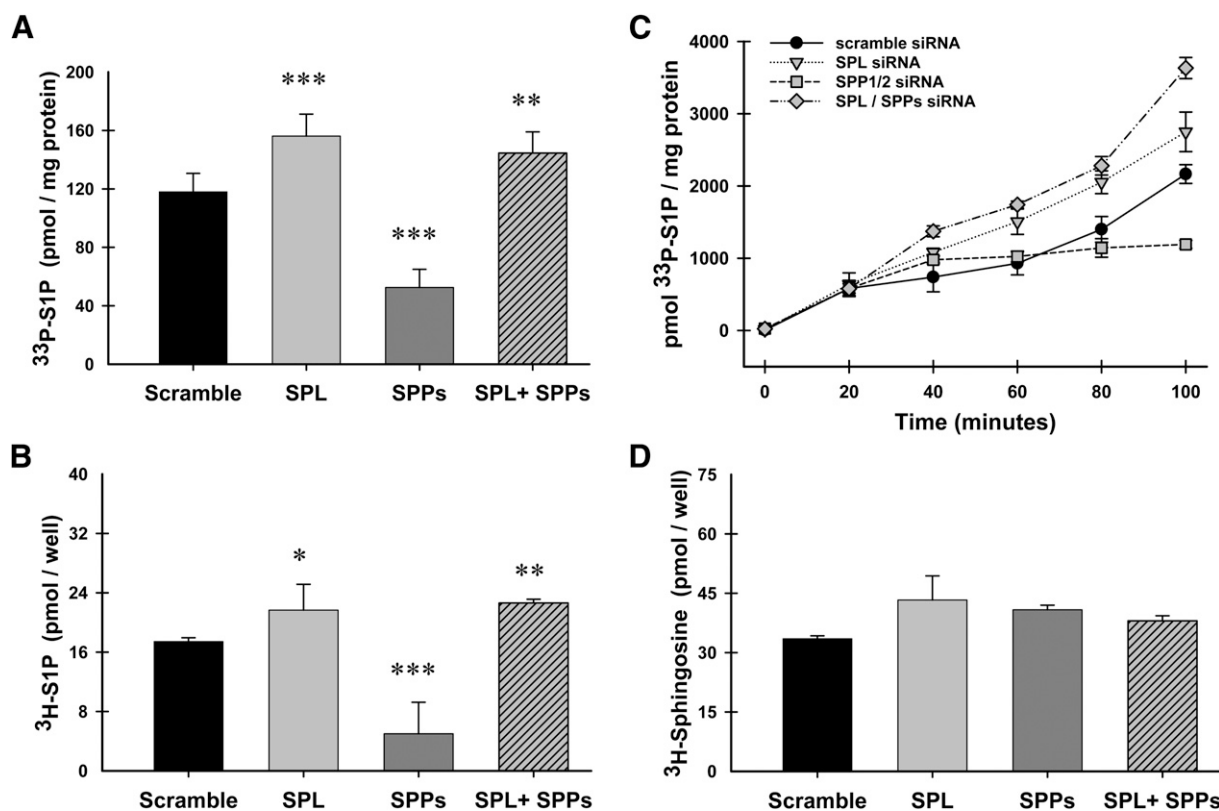 A
³³P-S1P (pmol / mg protein)
200
160
120
80
40
0
***
***
**
Scramble SPL SPPs SPL+ SPPs
B
³H-S1P (pmol / well)
40
32
24
16
8
0
*
***
**
Scramble SPL SPPs SPL+ SPPs
C
scramble siRNA
SPL siRNA
SPP1/2 siRNA
SPL / SPPs siRNA
pmol ³³P-S1P / mg protein
4000
3000
2000
1000
0
0 20 40 60 80 100
Time (minutes)
D
³H-Sphingosine (pmol / well)
75
60
45
30
15
0
Scramble SPL SPPs SPL+ SPPs